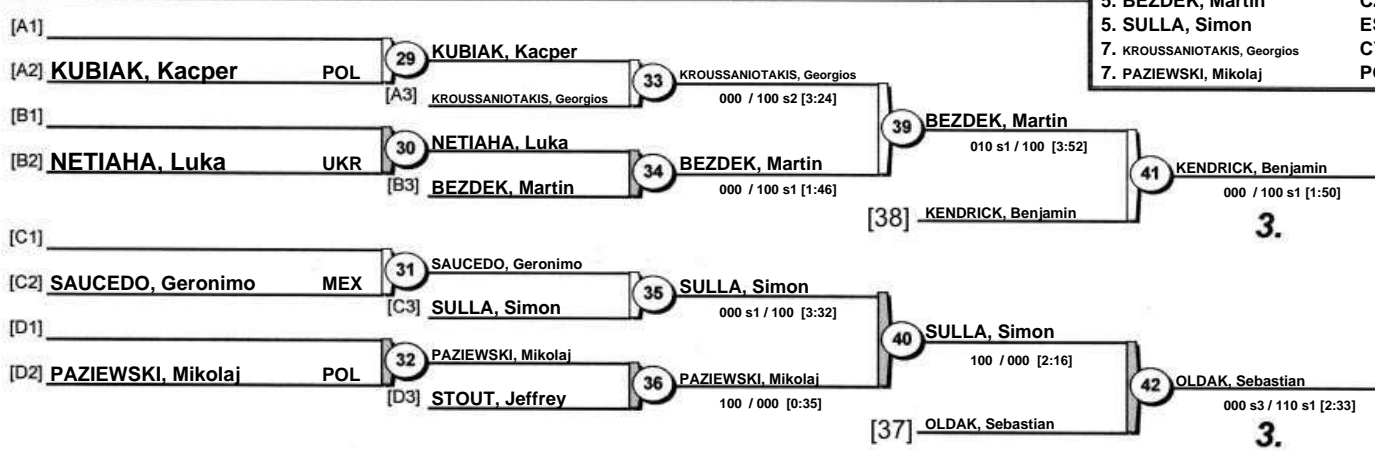 5. BEZDEK, Martin
5. SULLA, Simon
7. KROUSSANIOTAKIS, Georgios
7. PAZIEWSKI, Mikolaj
[A1]
[A2] KUBIAK, Kacper POL
29
KUBIAK, Kacper
[A3] KROUSSANIOTAKIS, Georgios
33
KROUSSANIOTAKIS, Georgios
000 / 100 s2 [3:24]
[B1]
[B2] NETIAHA, Luka UKR
30
NETIAHA, Luka
[B3] BEZDEK, Martin
34
BEZDEK, Martin
000 / 100 s1 [1:46]
39
BEZDEK, Martin
010 s1 / 100 [3:52]
[38] KENDRICK, Benjamin
41
KENDRICK, Benjamin
000 / 100 s1 [1:50]
3.
[C1]
[C2] SAUCEDO, Geronimo MEX
31
SAUCEDO, Geronimo
[C3] SULLA, Simon
35
SULLA, Simon
000 s1 / 100 [3:32]
[D1]
[D2] PAZIEWSKI, Mikolaj POL
32
PAZIEWSKI, Mikolaj
[D3] STOUT, Jeffrey
36
PAZIEWSKI, Mikolaj
100 / 000 [0:35]
40
SULLA, Simon
100 / 000 [2:16]
[37] OLDAK, Sebastian
42
OLDAK, Sebastian
000 s3 / 110 s1 [2:33]
3.